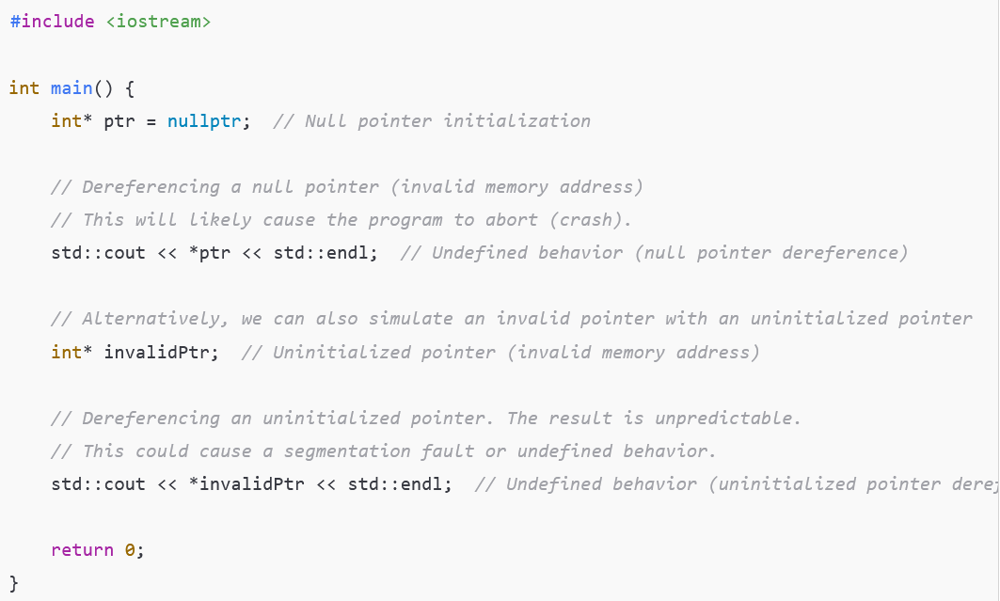 #include <iostream>
int main() {
int* ptr = nullptr;  // Null pointer initialization
// Dereferencing a null pointer (invalid memory address)
// This will likely cause the program to abort (crash).
std::cout << *ptr << std::endl;  // Undefined behavior (null pointer dereference)
// Alternatively, we can also simulate an invalid pointer with an uninitialized pointer
int* invalidPtr;  // Uninitialized pointer (invalid memory address)
// Dereferencing an uninitialized pointer. The result is unpredictable.
// This could cause a segmentation fault or undefined behavior.
std::cout << *invalidPtr << std::endl;  // Undefined behavior (uninitialized pointer
return 0;
}